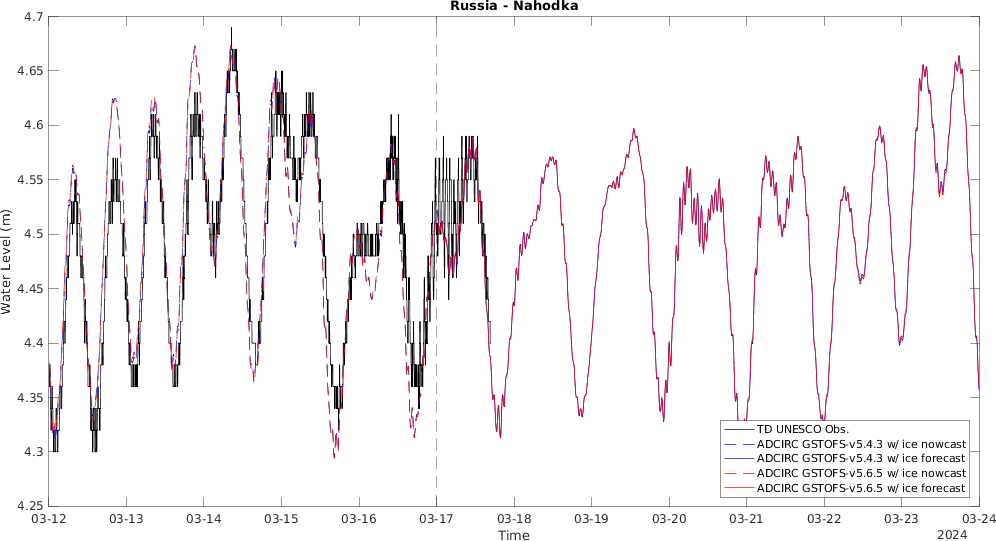 Russia - Nahodka
4.7
4.65
4.6
4.55
4.5
4.45
4.4
4.35
4.3
4.25
Water Level (m)
TD UNESCO Obs.
ADCIRC GSTOFS-v5.4.3 w/ ice nowcast
ADCIRC GSTOFS-v5.4.3 w/ ice forecast
ADCIRC GSTOFS-v5.6.5 w/ ice nowcast
ADCIRC GSTOFS-v5.6.5 w/ ice forecast
03-12 03-13 03-14 03-15 03-16 03-17 03-18 03-19 03-20 03-21 03-22 03-23 03-24
Time
2024